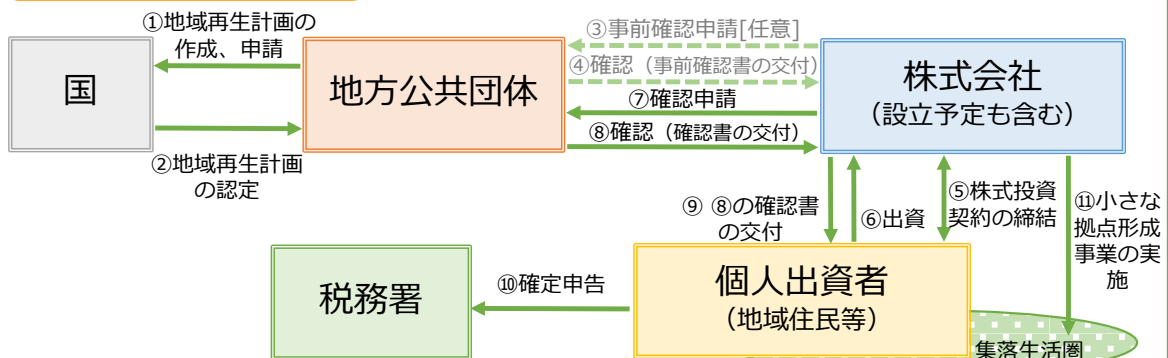 ①地域再生計画の
作成、申請
国
②地域再生計画
の認定
地方公共団体
③事前確認申請[任意]
④確認（事前確認書の交付）
⑦確認申請
⑧確認（確認書の交付）
株式会社
（設立予定も含む）
⑨ ⑧の確認書
の交付
⑥出資
⑤株式投資
契約の締結
⑪小さな
拠点形成
事業の実
施
税務署
⑩確定申告
個人出資者
（地域住民等）
集落生活圏